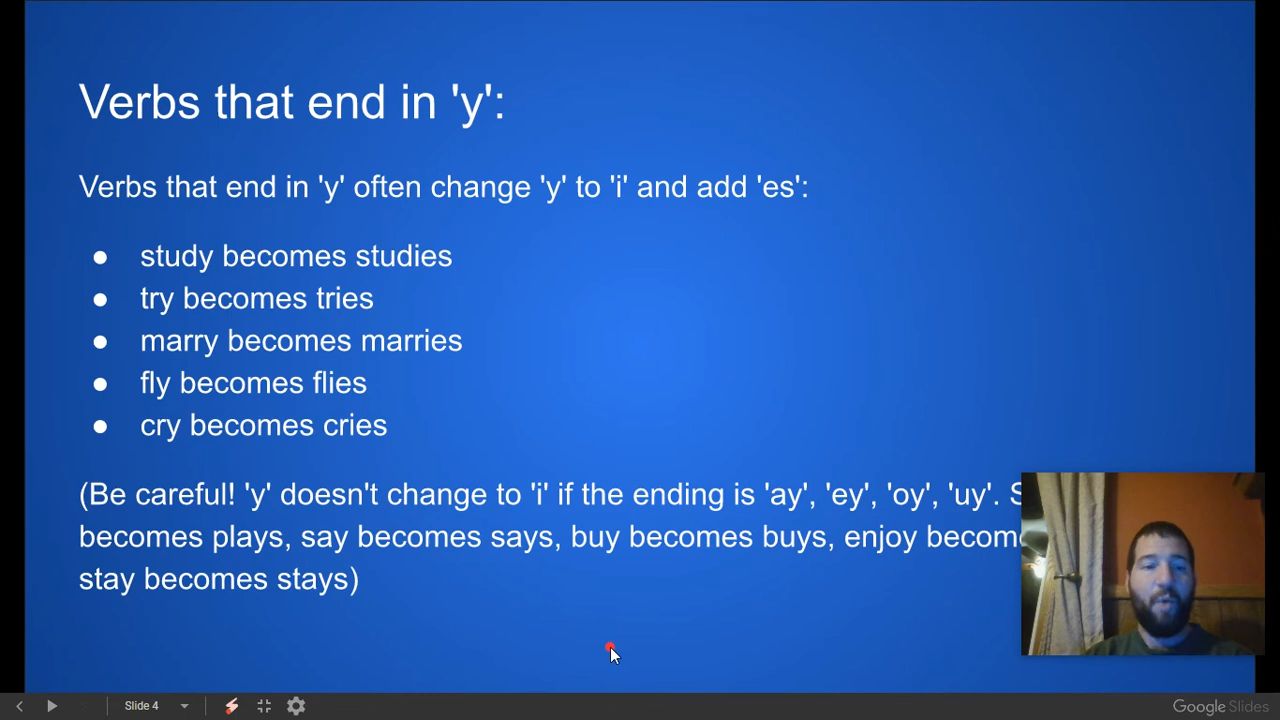 Verbs that end in 'y':
Verbs that end in 'y' often change 'y' to 'i' and add 'es':
● study becomes studies
● try becomes tries
● marry becomes marries
● fly becomes flies
● cry becomes cries
(Be careful! 'y' doesn't change to 'i' if the ending is 'ay', 'ey', 'oy', 'uy'.
becomes plays, say becomes says, buy becomes buys, enjoy
stay becomes stays)
Slide 4
Google Slides